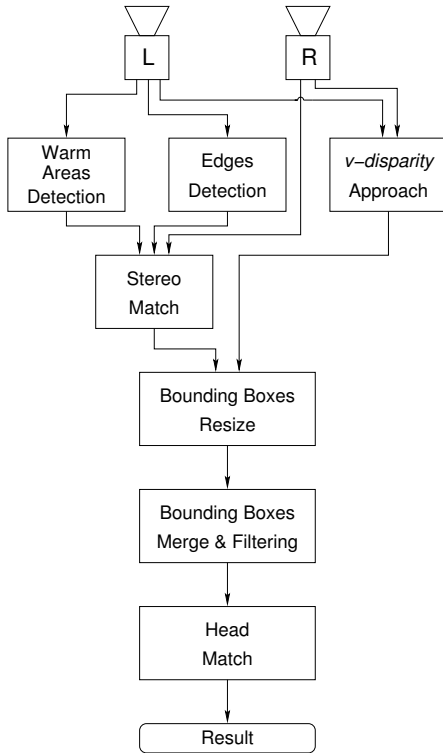 L
R
Warm
Areas
Detection
Edges
Detection
v-disparity
Approach
Stereo
Match
Bounding Boxes
Resize
Bounding Boxes
Merge & Filtering
Head
Match
Result